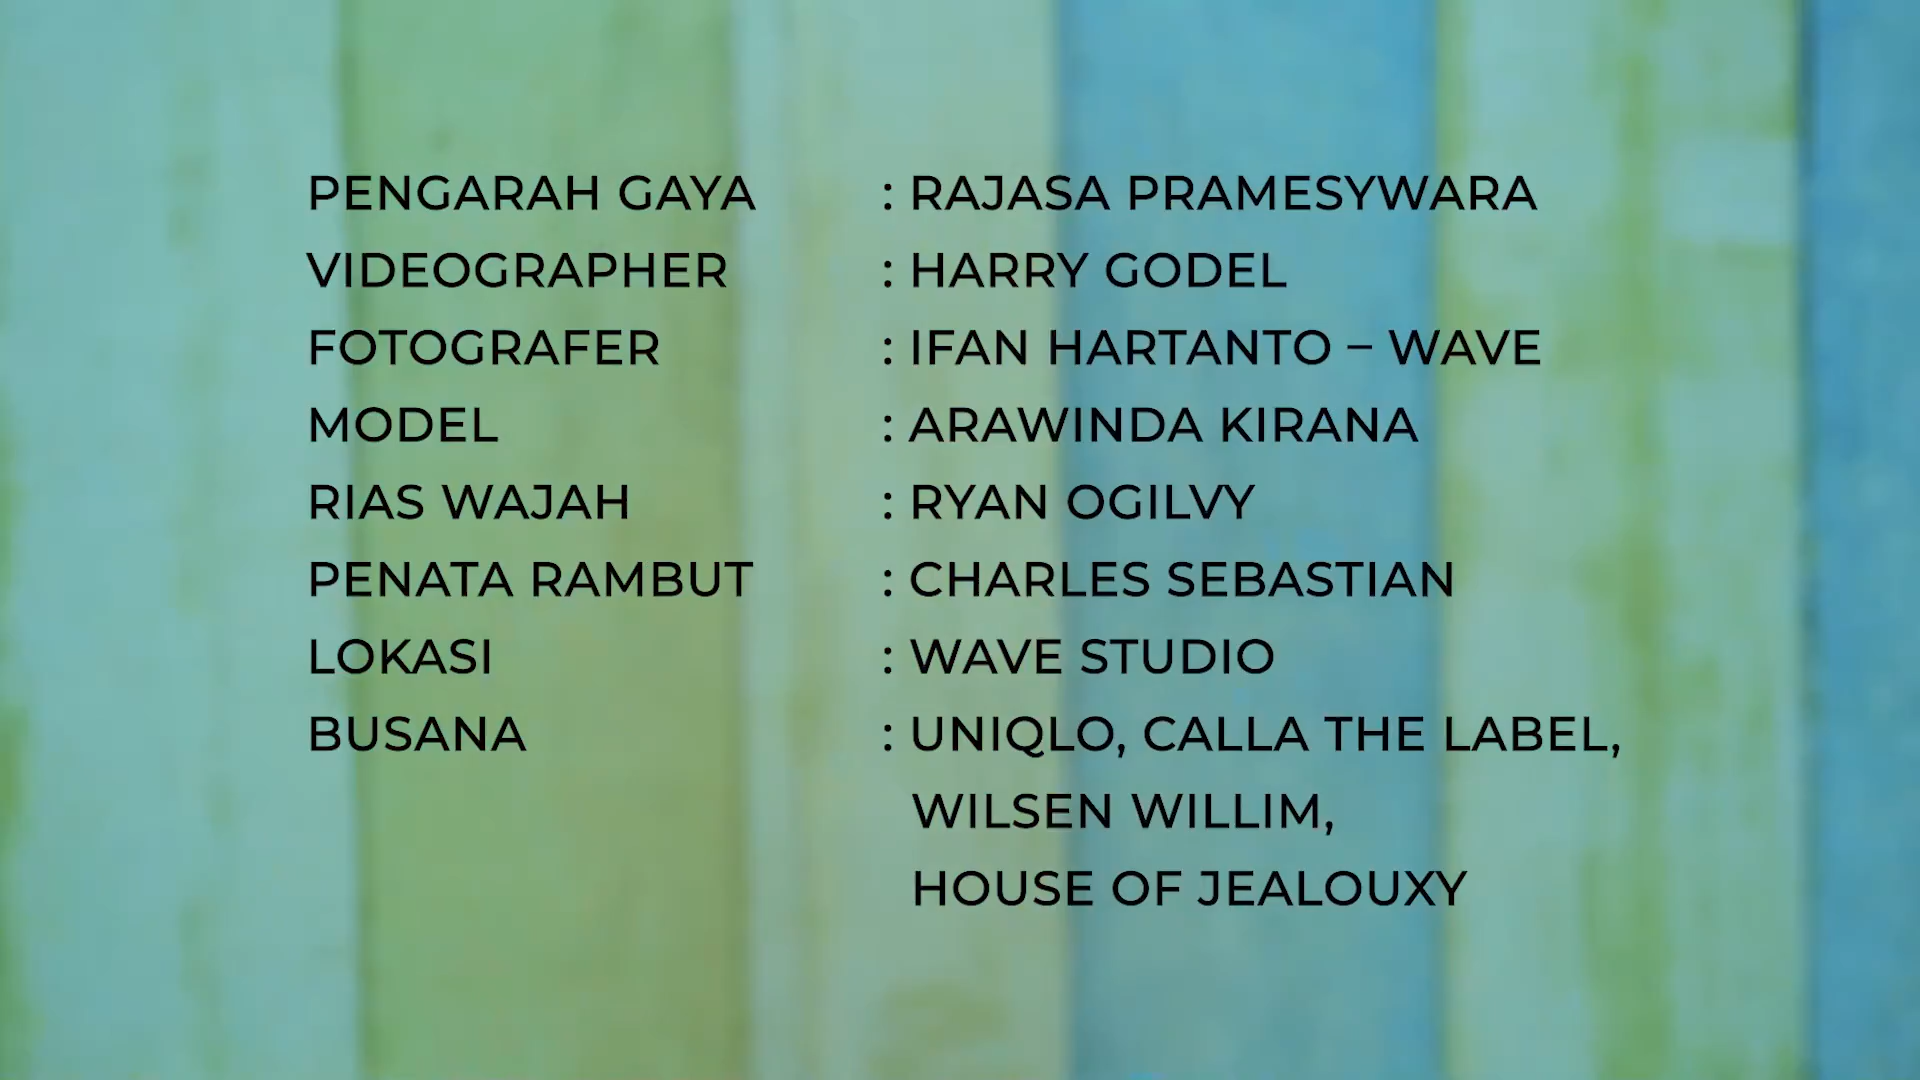 PENGARAH GAYA : RAJASA PRAMESYWARA
VIDEOGRAPHER : HARRY GODEL
FOTOGRAFER : IFAN HARTANTO – WAVE
MODEL : ARAWINDA KIRANA
RIAS WAJAH : RYAN OGILVY
PENATA RAMBUT : CHARLES SEBASTIAN
LOKASI : WAVE STUDIO
BUSANA : UNIQLO, CALLA THE LABEL,
WILSEN WILLIM,
HOUSE OF JEALOUXY